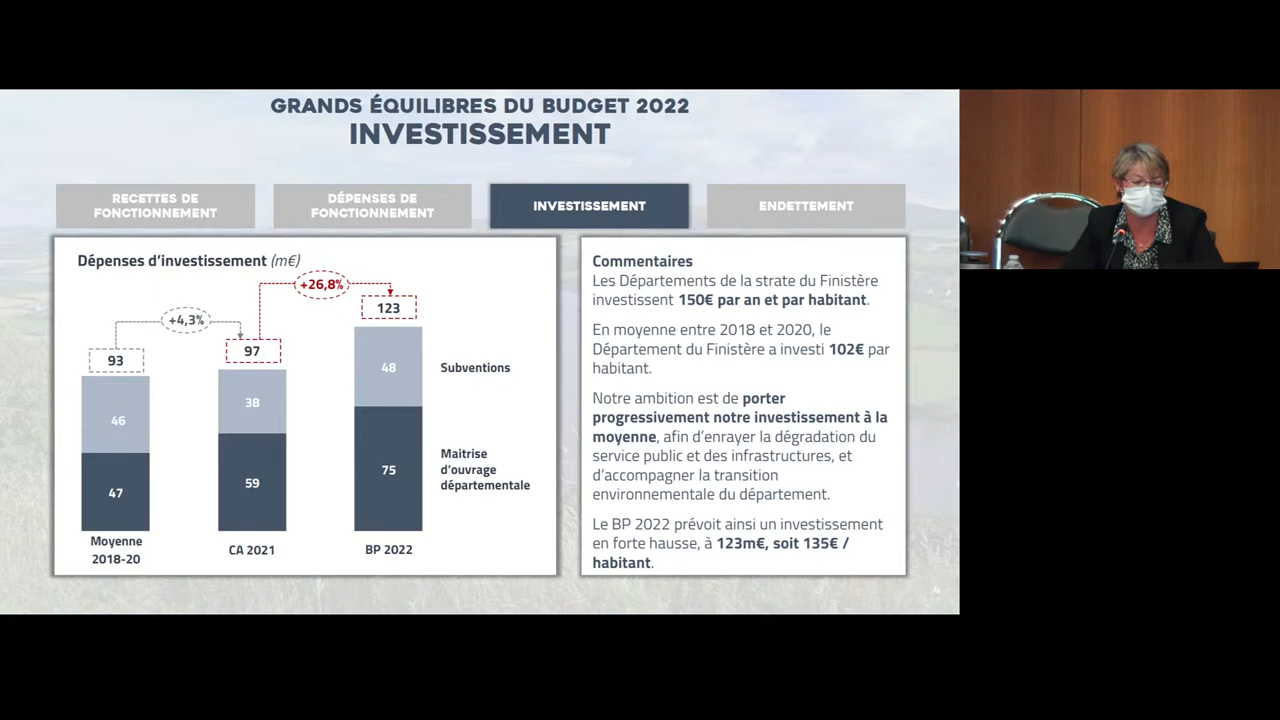 GRANDS ÉQUILIBRES DU BUDGET 2022
INVESTISSEMENT
RECETTES DE
FONCTIONNEMENT
DÉPENSES DE
FONCTIONNEMENT
INVESTISSEMENT
ENDETTEMENT
Dépenses d'investissement (m€)
+26,8%
+4,3%
123
97
93
48
38
46
Subventions
75
59
47
Maitrise
d'ouvrage
départementale
Moyenne
2018-20
CA 2021
BP 2022
Commentaires
Les Départements de la strate du Finistère
investissent 150€ par an et par habitant.
En moyenne entre 2018 et 2020, le
Département du Finistère a investi 102€ par
habitant.
Notre ambition est de porter
progressivement notre investissement à la
moyenne, afin d'enrayer la dégradation du
service public et des infrastructures, et
d'accompagner la transition
environnementale du département.
Le BP 2022 prévoit ainsi un investissement
en forte hausse, à 123m€, soit 135€ /
habitant.
4